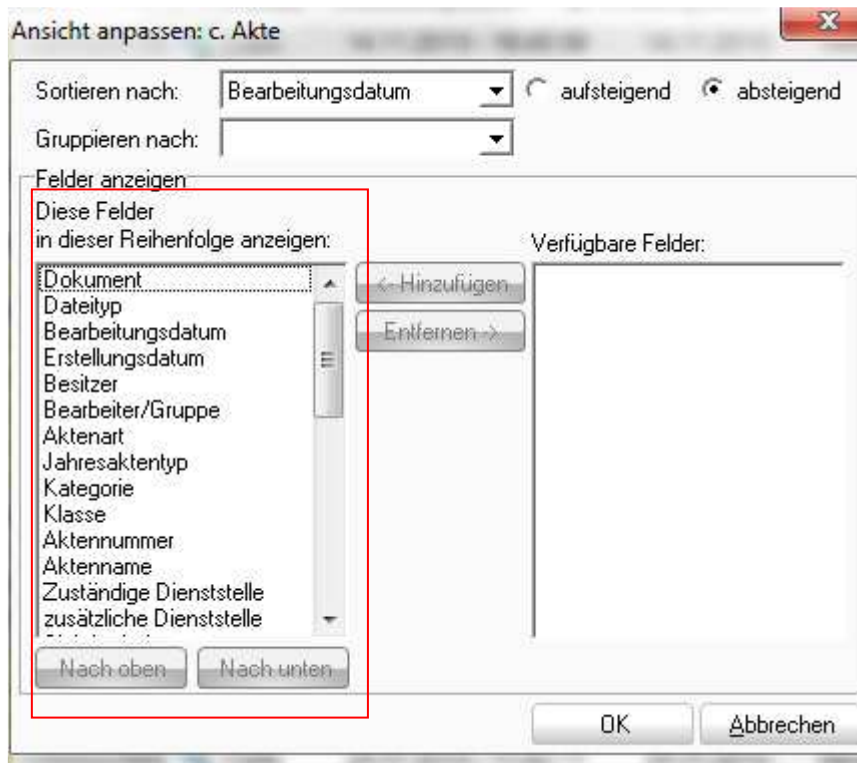 Ansicht anpassen: c. Akte
Sortieren nach: Bearbeitungsdatum aufsteigend absteigend
Gruppieren nach:
Felder anzeigen
Diese Felder
in dieser Reihenfolge anzeigen:
Verfügbare Felder:
Dokument
Dateityp
Bearbeitungsdatum
Erstellungsdatum
Besitzer
Bearbeiter/Gruppe
Aktenart
Jahresaktentyp
Kategorie
Klasse
Aktennummer
Aktenname
Zuständige Dienststelle
zusätzliche Dienststelle
<- Hinzufügen
Entfernen ->
Nach oben Nach unten
OK Abbrechen